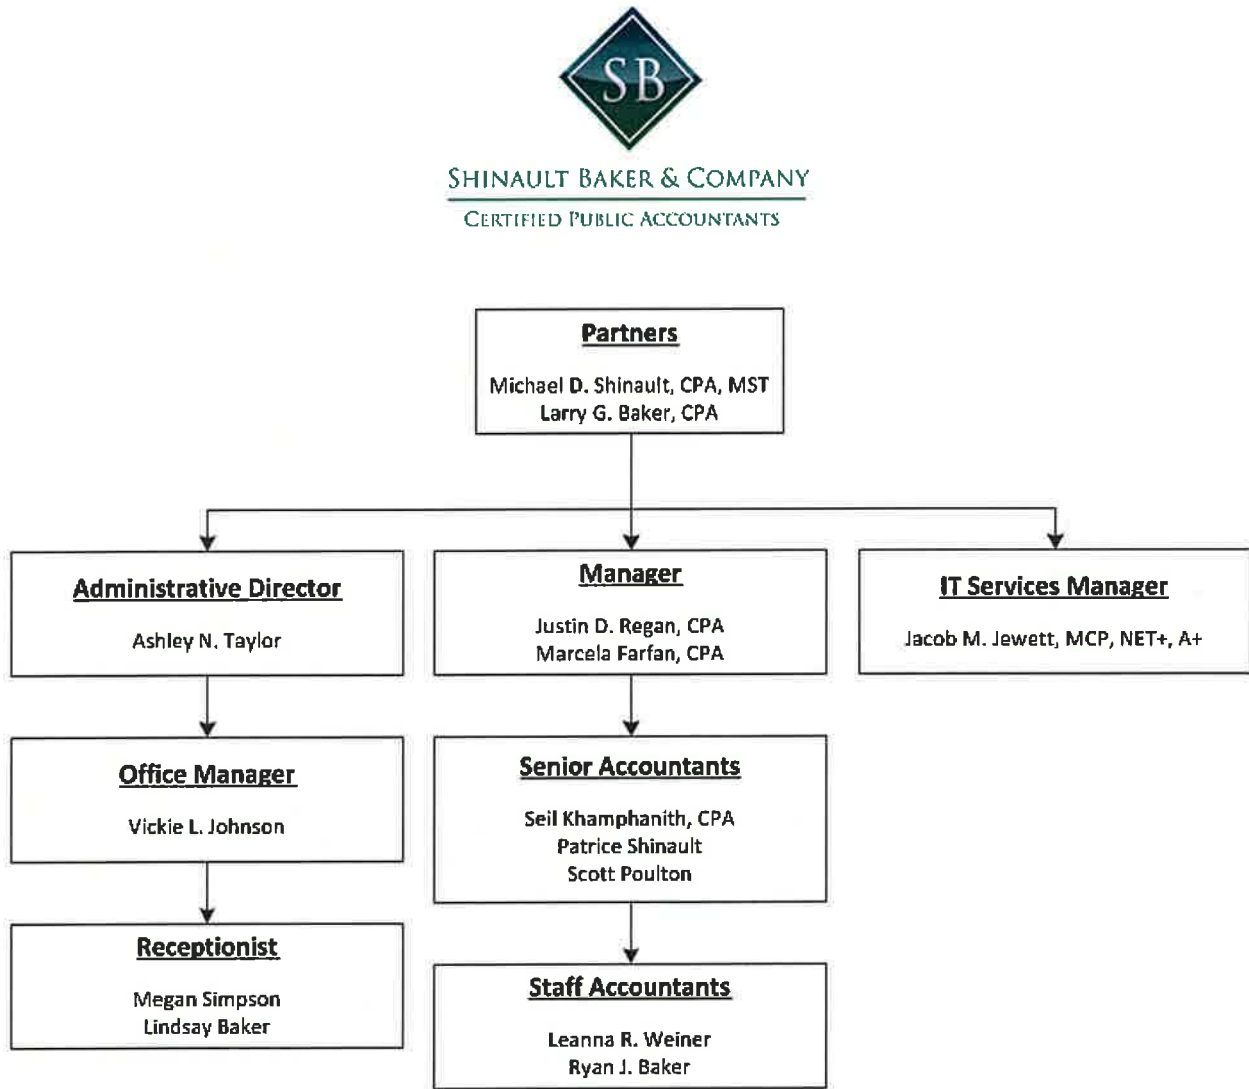 SB
SHINAULT BAKER & COMPANY
CERTIFIED PUBLIC ACCOUNTANTS
Partners
Michael D. Shinault, CPA, MST
Larry G. Baker, CPA
Administrative Director
Ashley N. Taylor
Manager
Justin D. Regan, CPA
Marcela Farfan, CPA
IT Services Manager
Jacob M. Jewett, MCP, NET+, A+
Office Manager
Vickie L. Johnson
Senior Accountants
Seil Khamphanith, CPA
Patrice Shinault
Scott Poulton
Receptionist
Megan Simpson
Lindsay Baker
Staff Accountants
Leanna R. Weiner
Ryan J. Baker